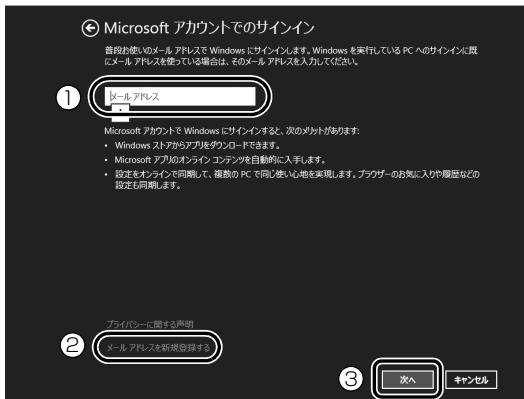 Microsoft アカウントでのサインイン
普段お使いのメール アドレスで Windows にサインインします。Windows を実行している PC へのサインインに既
にメール アドレスを使っている場合は、そのメール アドレスを入力してください。
① メール アドレス
Microsoft アカウントで Windows にサインインすると、次のメリットがあります:
• Windows ストアからアプリをダウンロードできます。
• Microsoft アプリのオンライン コンテンツを自動的に入手します。
• 設定をオンラインで同期して、複数の PC で同じ使い心地を実現します。ブラウザーのお気に入りや履歴などの
設定も同期します。
プライバシーに関する声明
② メール アドレスを新規登録する
③ 次へ キャンセル